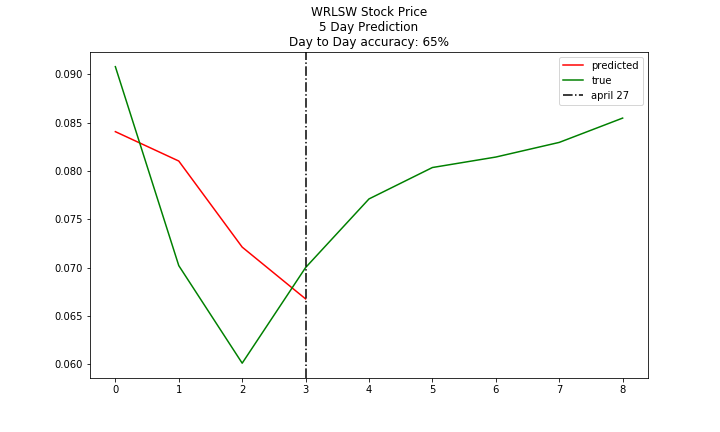 WRLSW Stock Price
5 Day Prediction
Day to Day accuracy: 65%
predicted
true
april 27
0.090
0.085
0.080
0.075
0.070
0.065
0.060
0 1 2 3 4 5 6 7 8